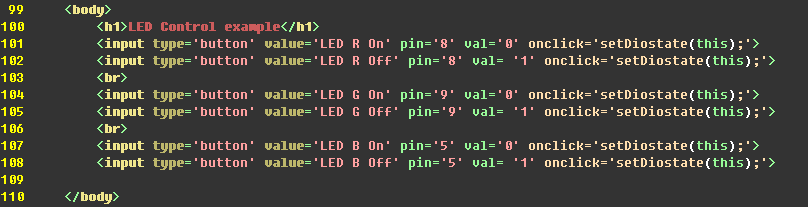 99 <body>
100 <h1>LED Control example</h1>
101 <input type='button' value='LED R On' pin='8' val='0' onclick='setDiostate(this);'>
102 <input type='button' value='LED R Off' pin='8' val= '1' onclick='setDiostate(this);'>
103 <br>
104 <input type='button' value='LED G On' pin='9' val='0' onclick='setDiostate(this);'>
105 <input type='button' value='LED G Off' pin='9' val= '1' onclick='setDiostate(this);'>
106 <br>
107 <input type='button' value='LED B On' pin='5' val='0' onclick='setDiostate(this);'>
108 <input type='button' value='LED B Off' pin='5' val= '1' onclick='setDiostate(this);'>
109
110 </body>